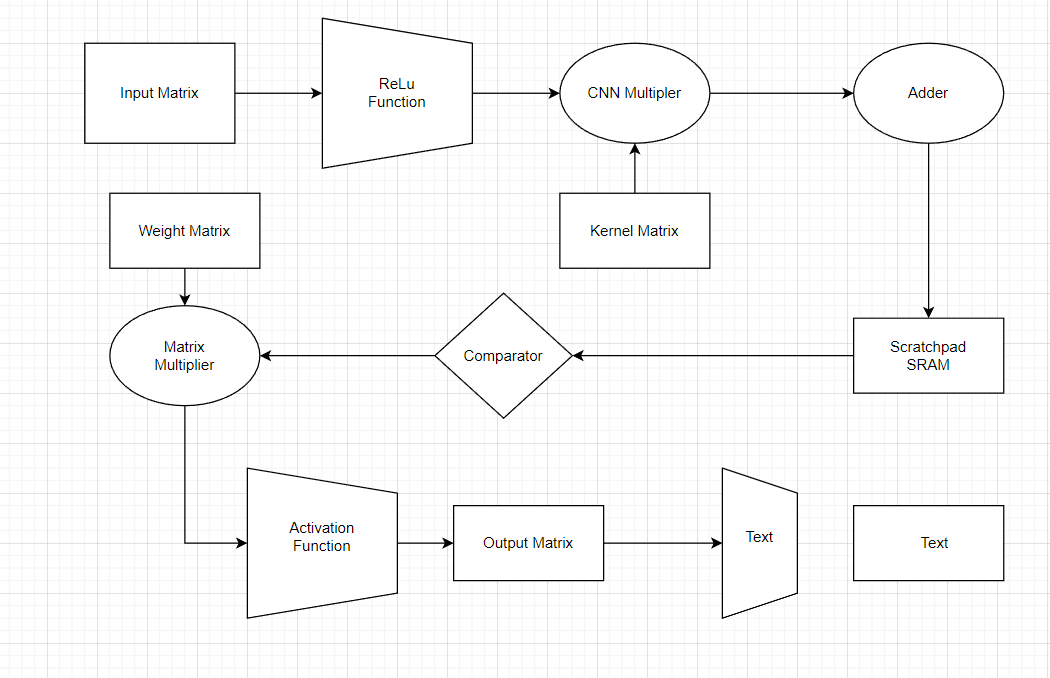 Input Matrix
ReLu
Function
CNN Multipler
Adder
Weight Matrix
Kernel Matrix
Matrix
Multiplier
Comparator
Scratchpad
SRAM
Activation
Function
Output Matrix
Text
Text